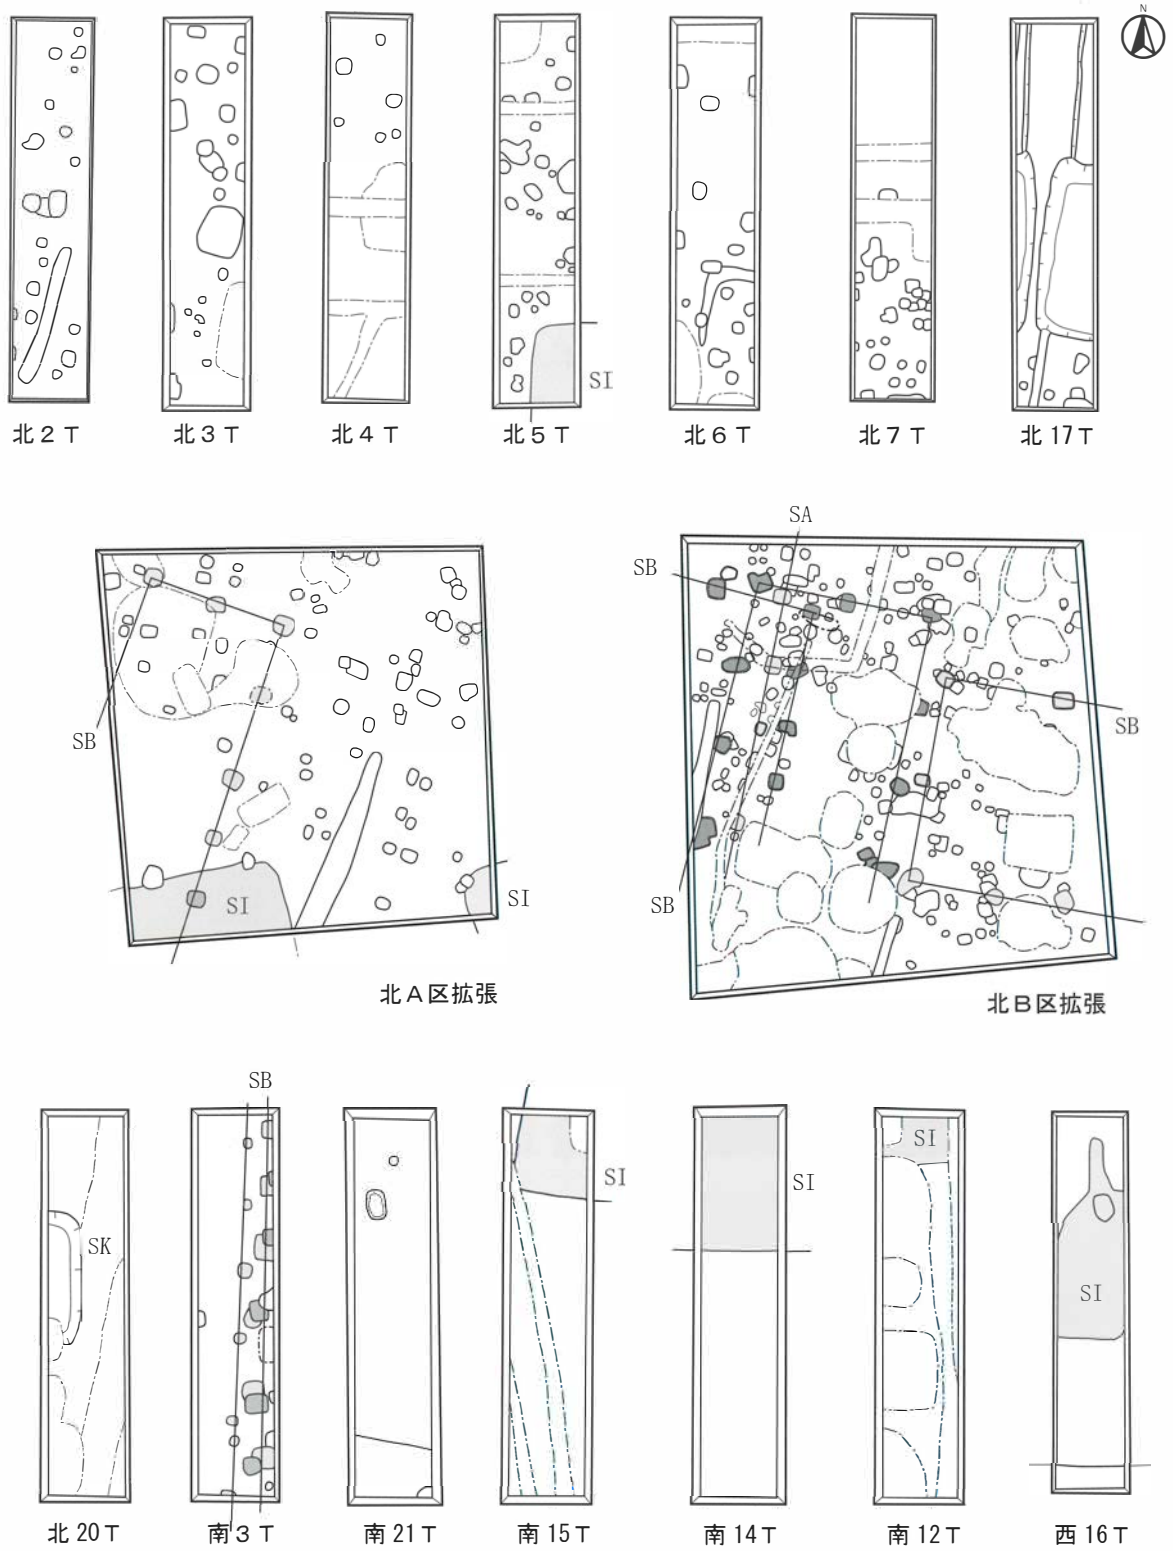 N
SI
北2T
北3T
北4T
北5T
北6T
北7T
北17T
SA
SB
SB
SB
SB
SI
SI
SB
北A区拡張
北B区拡張
SB
SK
SI
SI
SI
SI
北20T
南3T
南21T
南15T
南14T
南12T
西16T